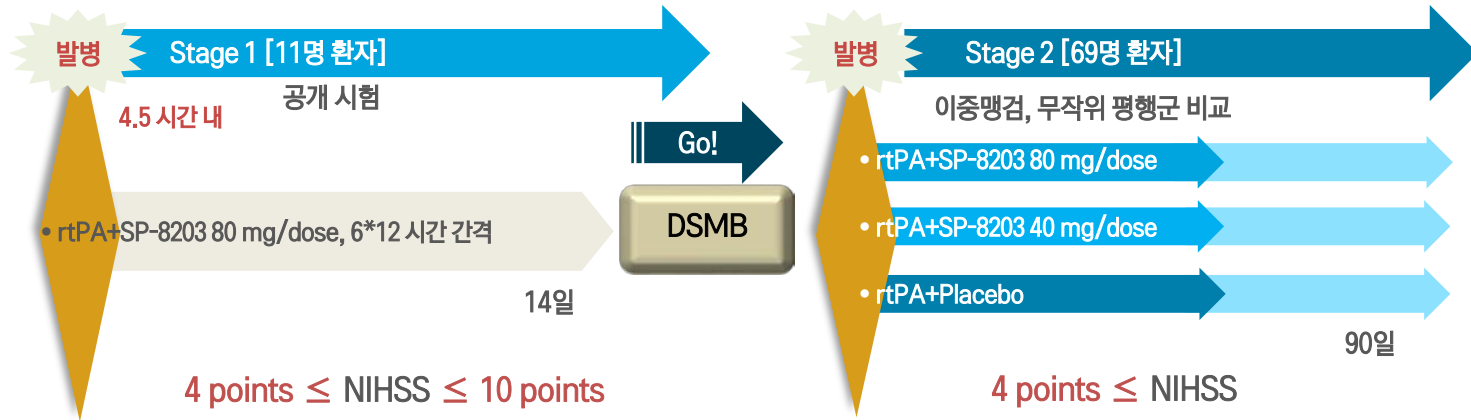 발병
Stage 1 [11명 환자]
공개 시험
4.5 시간 내
• rtPA+SP-8203 80 mg/dose, 6*12 시간 간격
14일
4 points ≤ NIHSS ≤ 10 points
Go!
DSMB
발병
Stage 2 [69명 환자]
이중맹검, 무작위 평행군 비교
• rtPA+SP-8203 80 mg/dose
• rtPA+SP-8203 40 mg/dose
• rtPA+Placebo
90일
4 points ≤ NIHSS